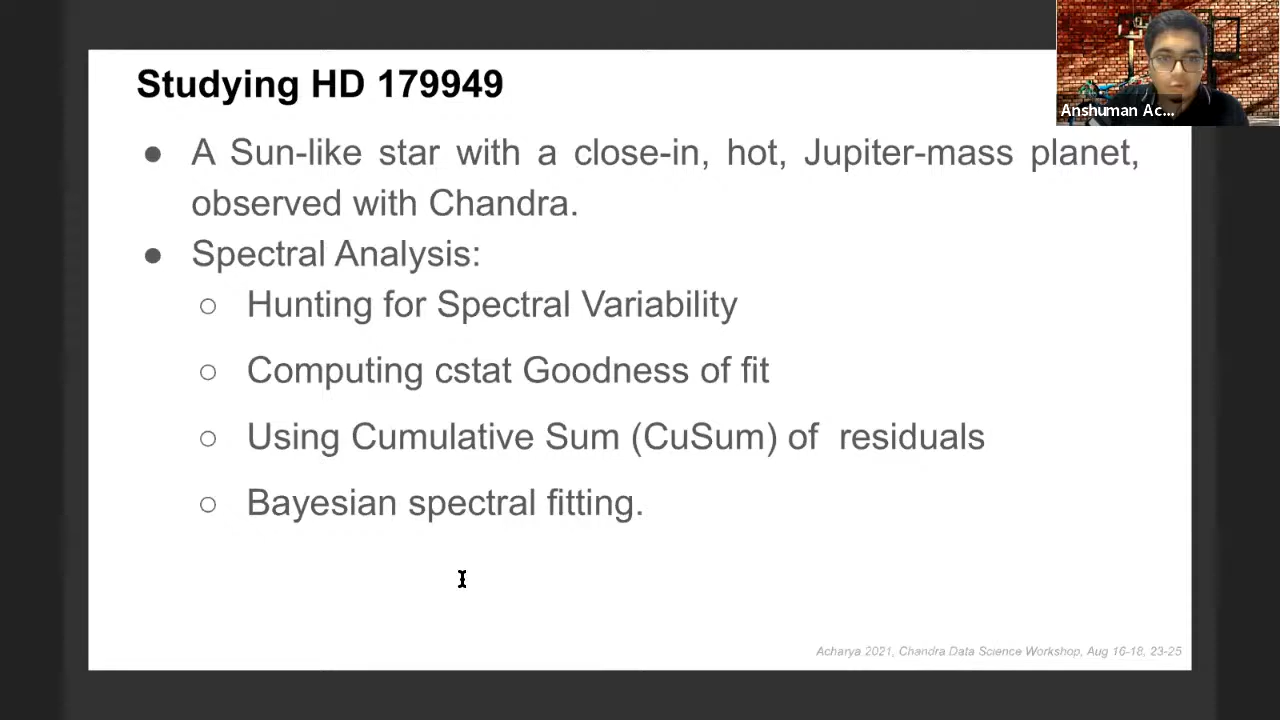 Studying HD 179949
Anshuman Ac...
● A Sun-like star with a close-in, hot, Jupiter-mass planet,
observed with Chandra.
● Spectral Analysis:
○ Hunting for Spectral Variability
○ Computing cstat Goodness of fit
○ Using Cumulative Sum (CuSum) of residuals
○ Bayesian spectral fitting.
Acharya 2021, Chandra Data Science Workshop, Aug 16-18, 23-25